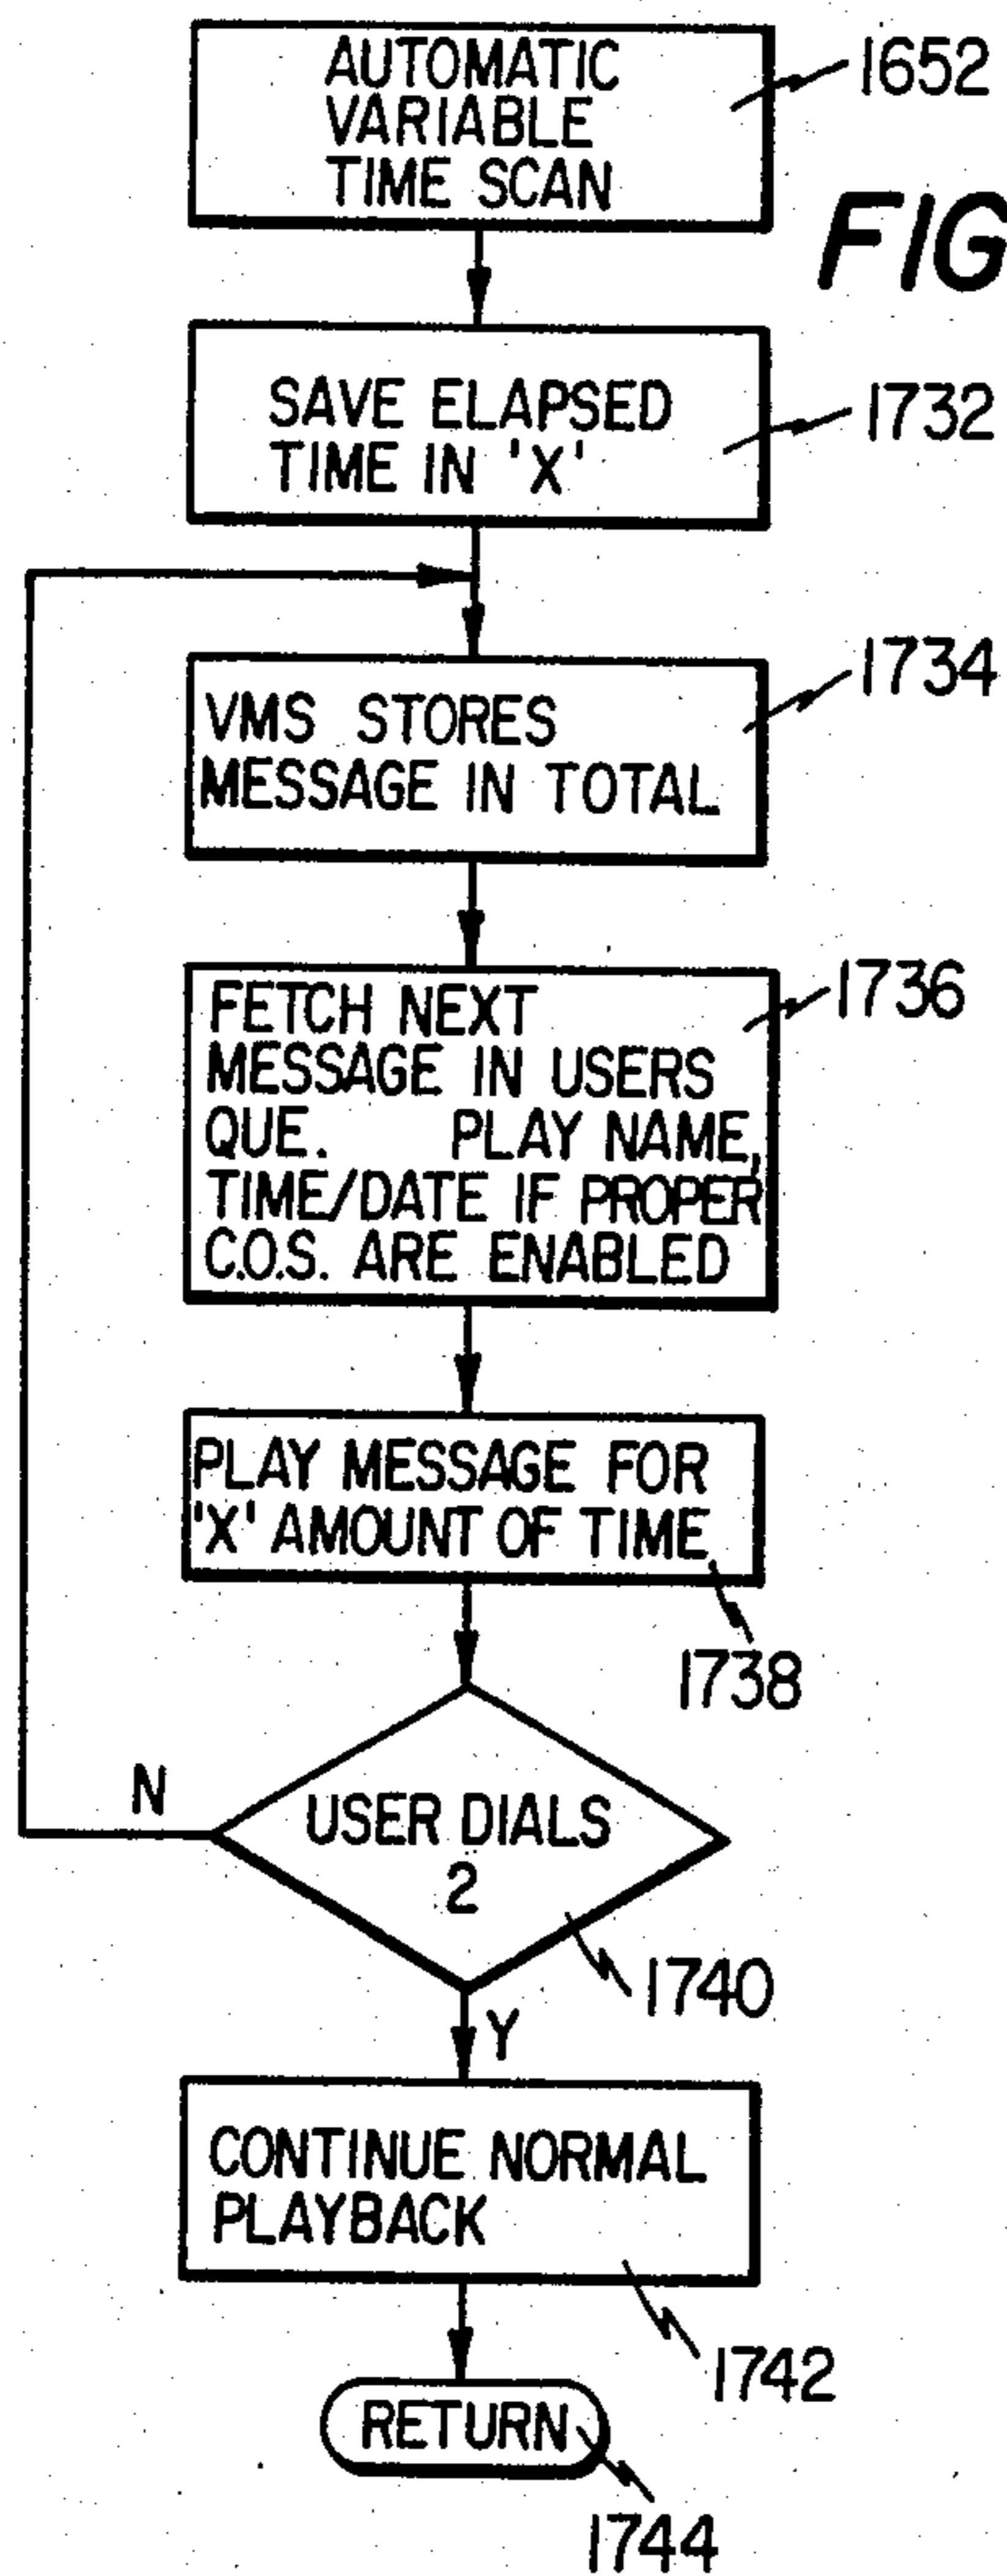 AUTOMATIC
VARIABLE
TIME SCAN
1652
FIG
SAVE ELAPSED
TIME IN 'X'
1732
VMS STORES
MESSAGE IN TOTAL
1734
FETCH NEXT
MESSAGE IN USERS
QUE. PLAY NAME,
TIME/DATE IF PROPER
C.O.S. ARE ENABLED
1736
PLAY MESSAGE FOR
'X' AMOUNT OF TIME
1738
N
USER DIALS
2
1740
Y
CONTINUE NORMAL
PLAYBACK
1742
RETURN
1744